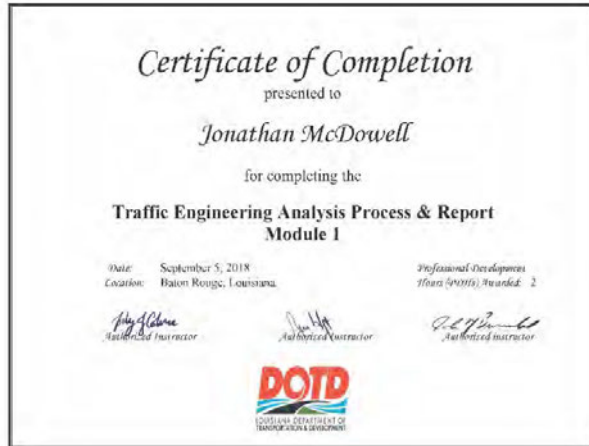 Certificate of Completion
presented to
Jonathan McDowell
for completing the
Traffic Engineering Analysis Process & Report
Module 1
Date: September 5, 2018
Location: Baton Rouge, Louisiana
Professional Development
Hours (PDHs) Awarded: 2
Authorized Instructor
Authorized Instructor
Authorized Instructor
DOTD
LOUISIANA DEPARTMENT OF
TRANSPORTATION & DEVELOPMENT